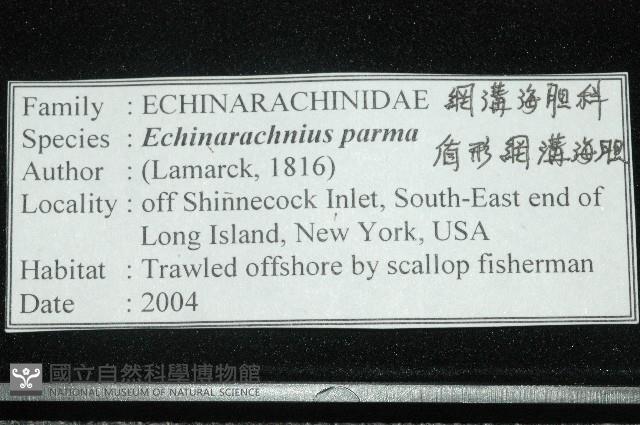 Family : ECHINARACHINIDAE 網溝海胆科
Species : Echinarachnius parma 盾形網溝海胆
Author : (Lamarck, 1816)
Locality : off Shinnecock Inlet, South-East end of
Long Island, New York, USA
Habitat : Trawled offshore by scallop fisherman
Date : 2004
國立自然科學博物館
NATIONAL MUSEUM OF NATURAL SCIENCE